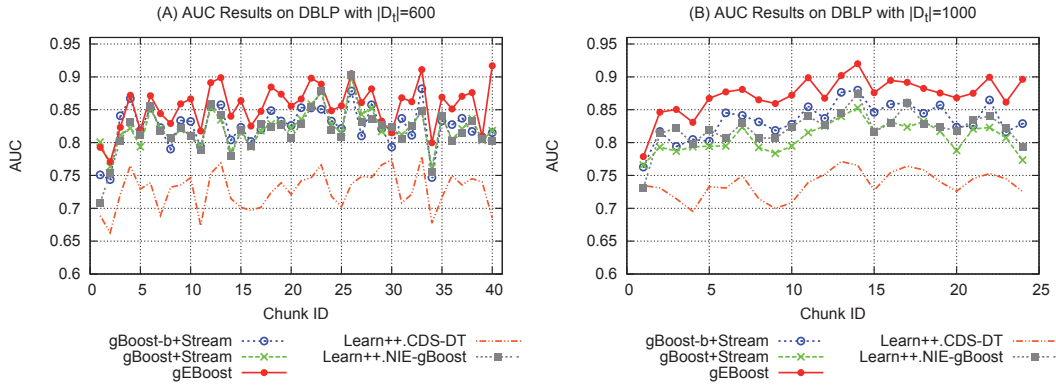 (A) AUC Results on DBLP with |Dt|=600
0.95
0.9
0.85
0.8
0.75
0.7
0.65
0.6
AUC
0 5 10 15 20 25 30 35 40
Chunk ID
gBoost-b+Stream
gBoost+Stream
gEBoost
Learn++.CDS-DT
Learn++.NIE-gBoost
(B) AUC Results on DBLP with |Dt|=1000
0.95
0.9
0.85
0.8
0.75
0.7
0.65
0.6
AUC
0 5 10 15 20 25
Chunk ID
gBoost-b+Stream
gBoost+Stream
gEBoost
Learn++.CDS-DT
Learn++.NIE-gBoost